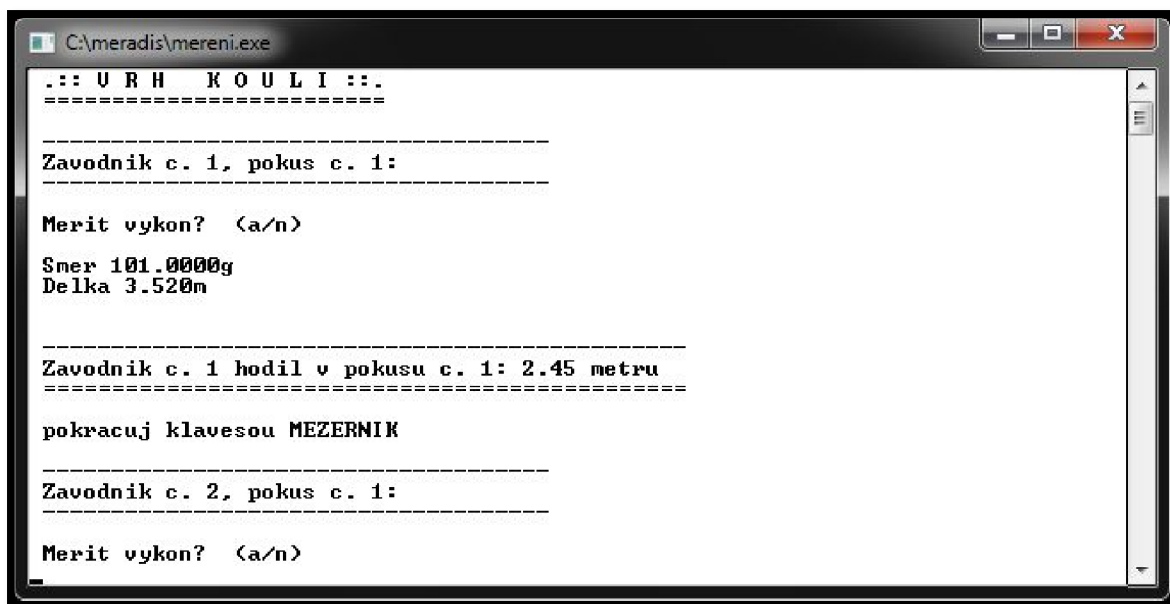 C:\meradis\mereni.exe
.:: V R H   K O U L I ::.
=========================
-------------------------------------
Zavodnik c. 1, pokus c. 1:
-------------------------------------
Merit vykon?  (a/n)
Smer 101.0000g
Delka 3.520m
-----------------------------------------------
Zavodnik c. 1 hodil v pokusu c. 1: 2.45 metru
===============================================
pokracuj klavesou MEZERNIK
-------------------------------------
Zavodnik c. 2, pokus c. 1:
-------------------------------------
Merit vykon?  (a/n)